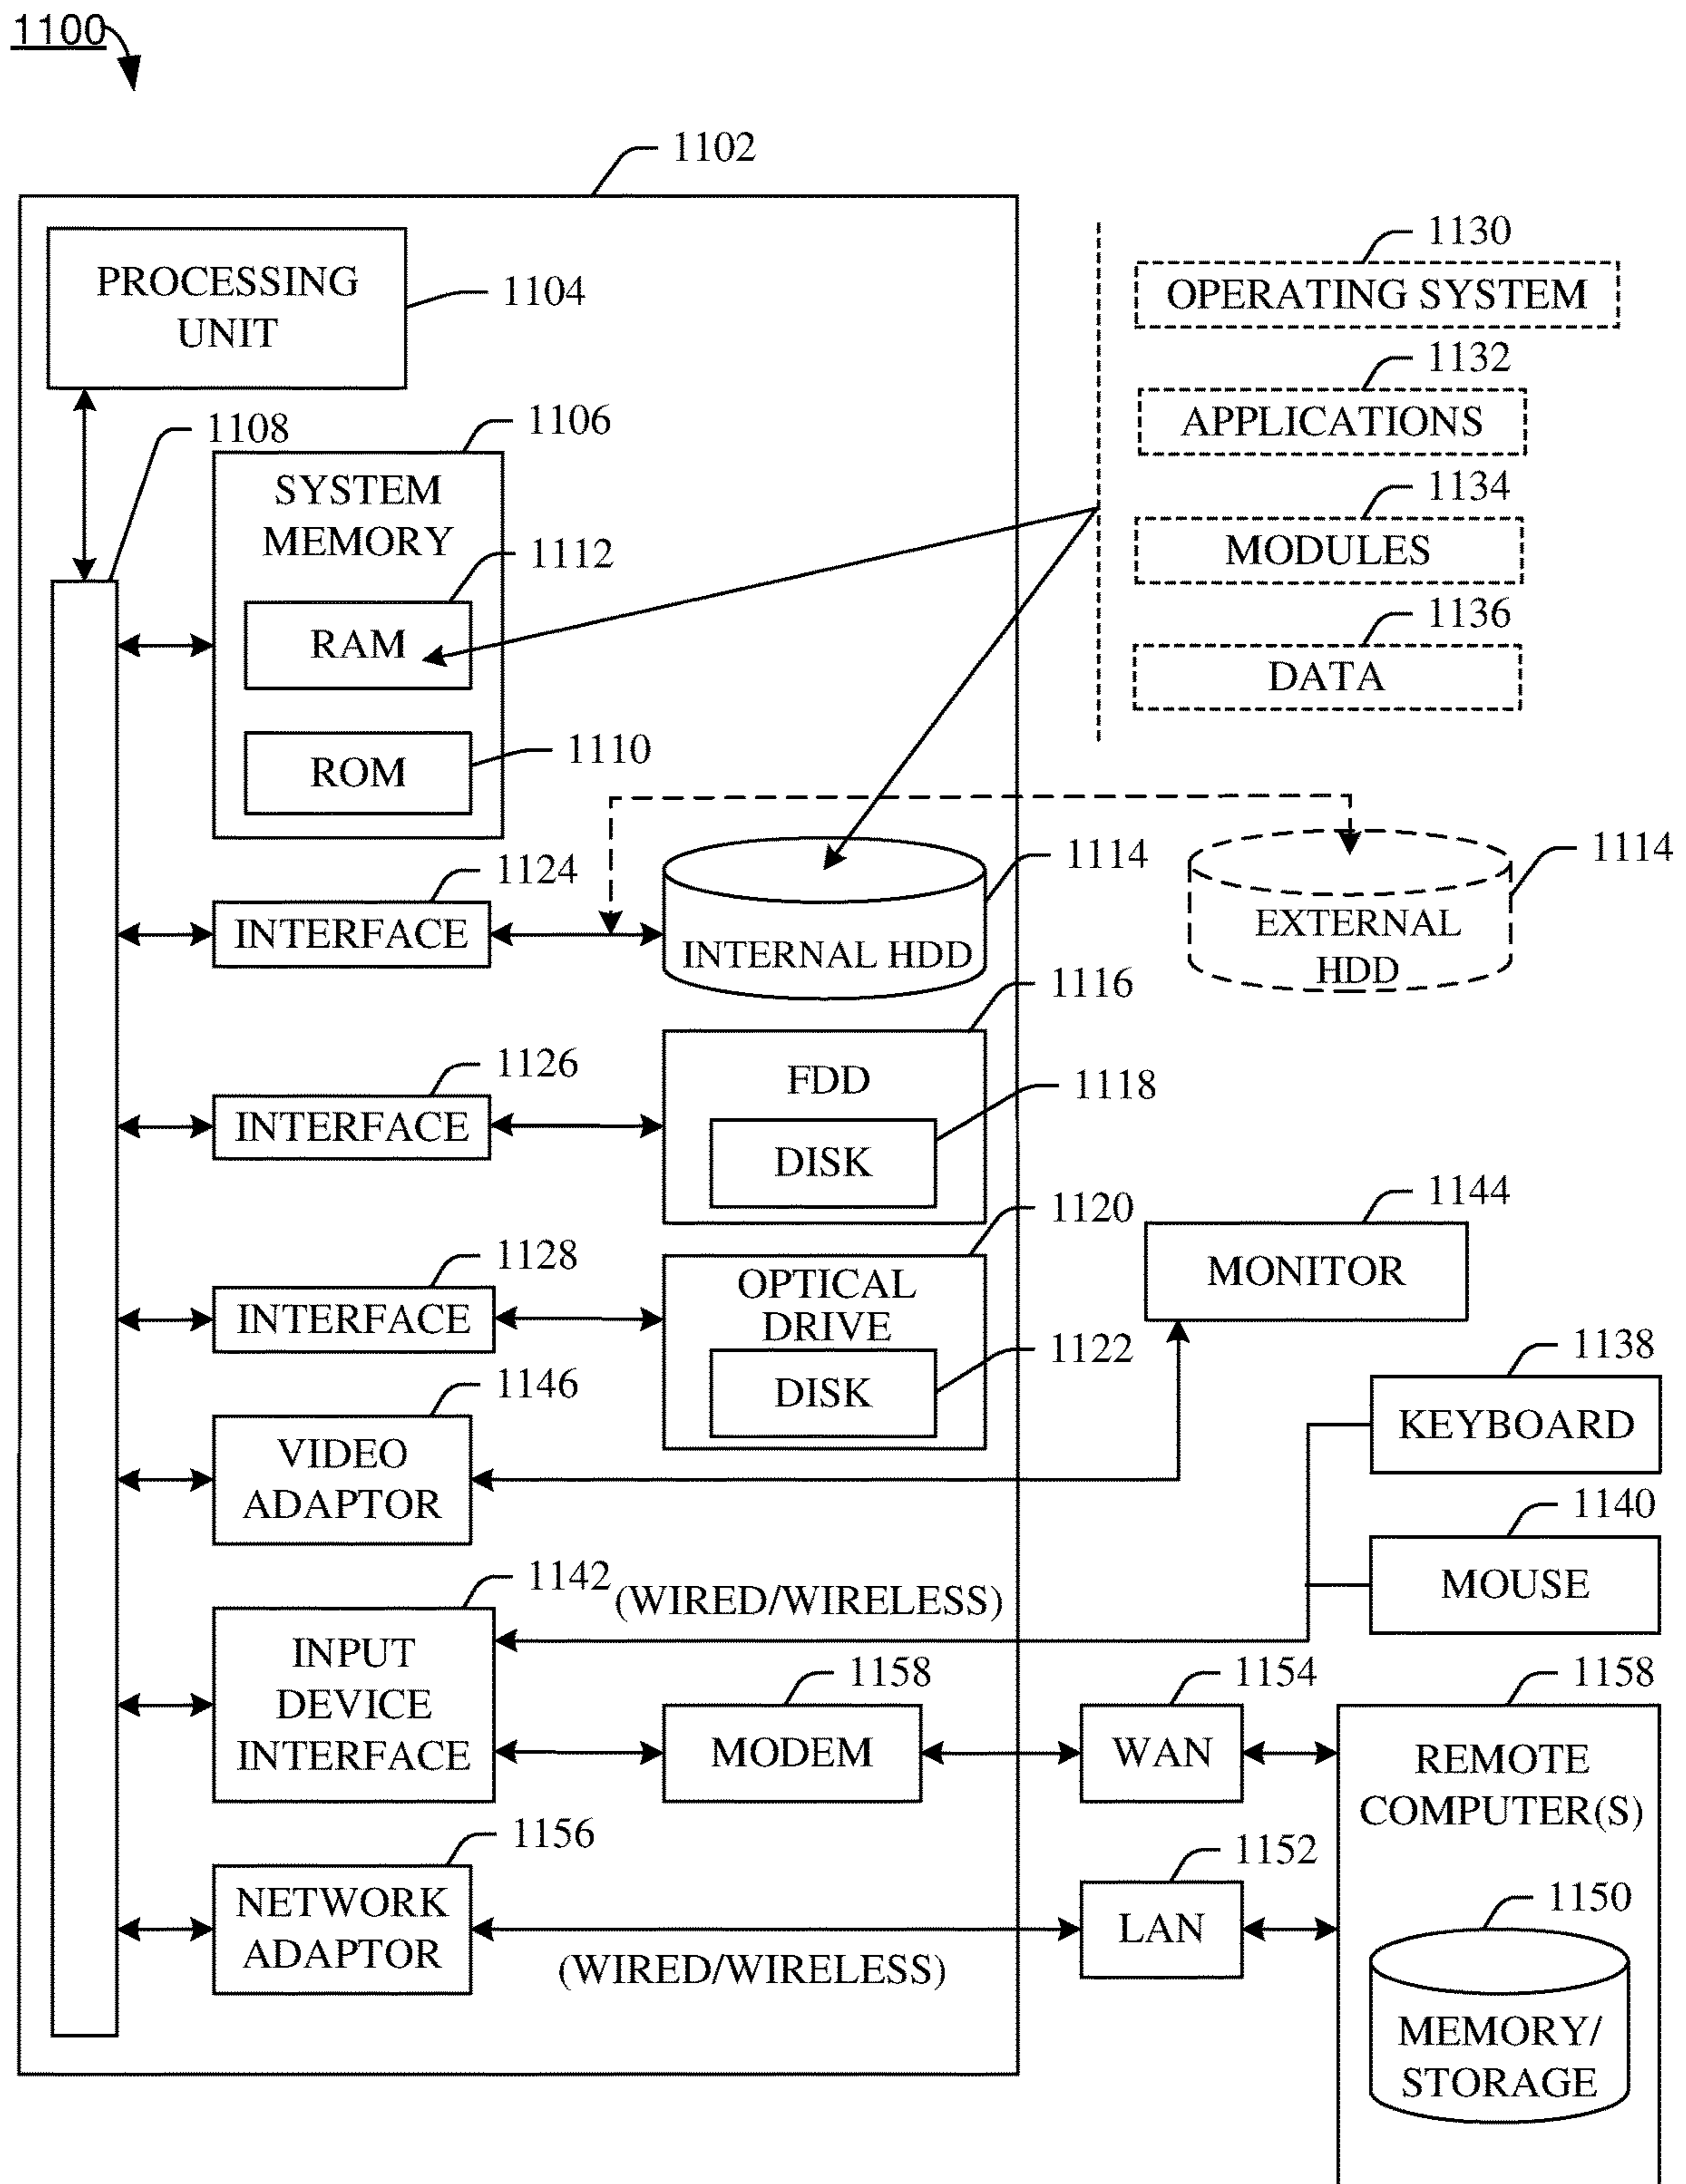 1100
1102
PROCESSING
UNIT
1104
1130
OPERATING SYSTEM
1132
APPLICATIONS
1134
MODULES
1136
DATA
1108
1106
SYSTEM
MEMORY
1112
RAM
1110
ROM
1124
INTERFACE
1114
INTERNAL HDD
1114
EXTERNAL
HDD
1126
INTERFACE
1116
FDD
1118
DISK
1128
INTERFACE
1120
OPTICAL
DRIVE
1122
DISK
1144
MONITOR
1146
VIDEO
ADAPTOR
1138
KEYBOARD
1140
MOUSE
1142
(WIRED/WIRELESS)
INPUT
DEVICE
INTERFACE
1158
MODEM
1154
WAN
1158
REMOTE
COMPUTER(S)
1156
NETWORK
ADAPTOR
(WIRED/WIRELESS)
1152
LAN
1150
MEMORY/
STORAGE